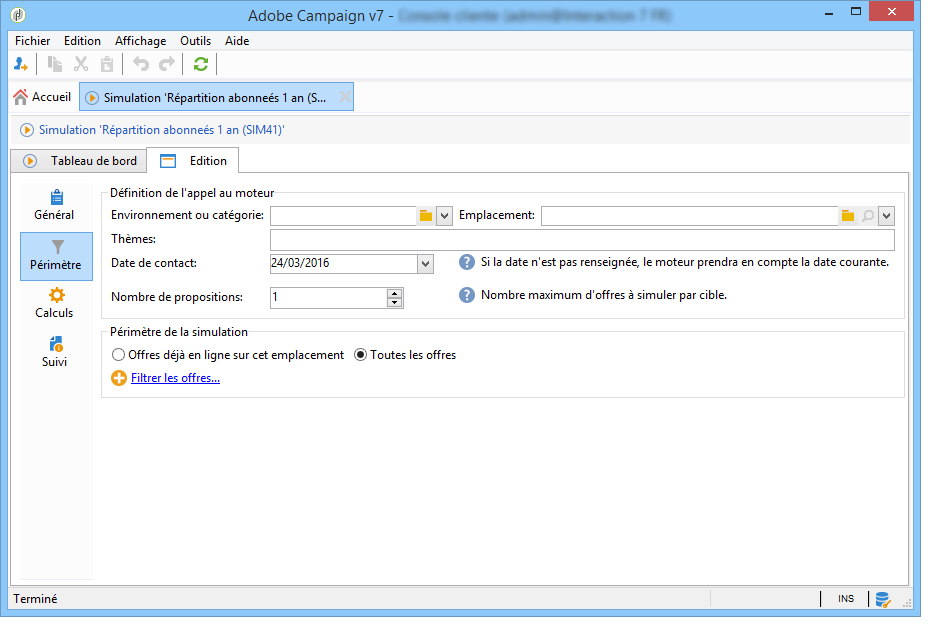 Adobe Campaign v7 -
Fichier Edition Affichage Outils Aide
Accueil Simulation 'Répartition abonneés 1 an (S...
Simulation 'Répartition abonneés 1 an (SIM41)'
Tableau de bord Edition
Général
Périmètre
Calculs
Suivi
Définition de l'appel au moteur
Environnement ou catégorie: Emplacement:
Thèmes:
Date de contact: 24/03/2016 Si la date n'est pas renseignée, le moteur prendra en compte la date courante.
Nombre de propositions: 1 Nombre maximum d'offres à simuler par cible.
Périmètre de la simulation
Offres déjà en ligne sur cet emplacement Toutes les offres
Filtrer les offres...
Terminé INS